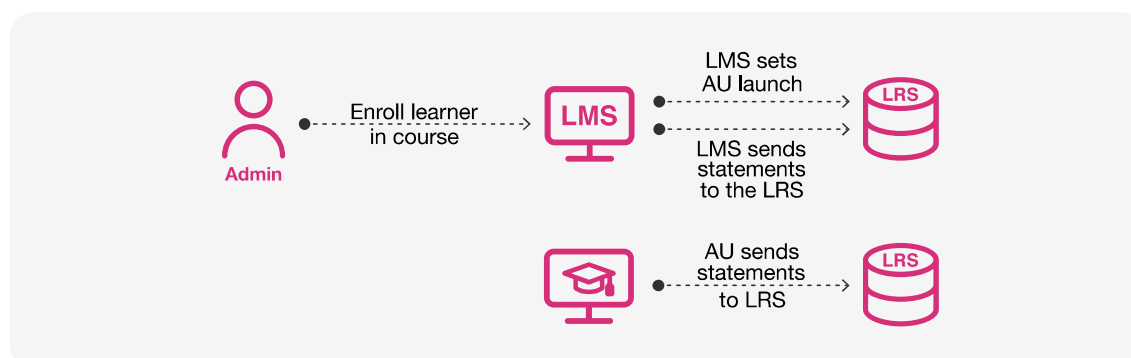 Enroll learner
in course
Admin
LMS
LMS sets
AU launch
LMS sends
statements
to the LRS
LRS
AU sends
statements
to LRS
LRS